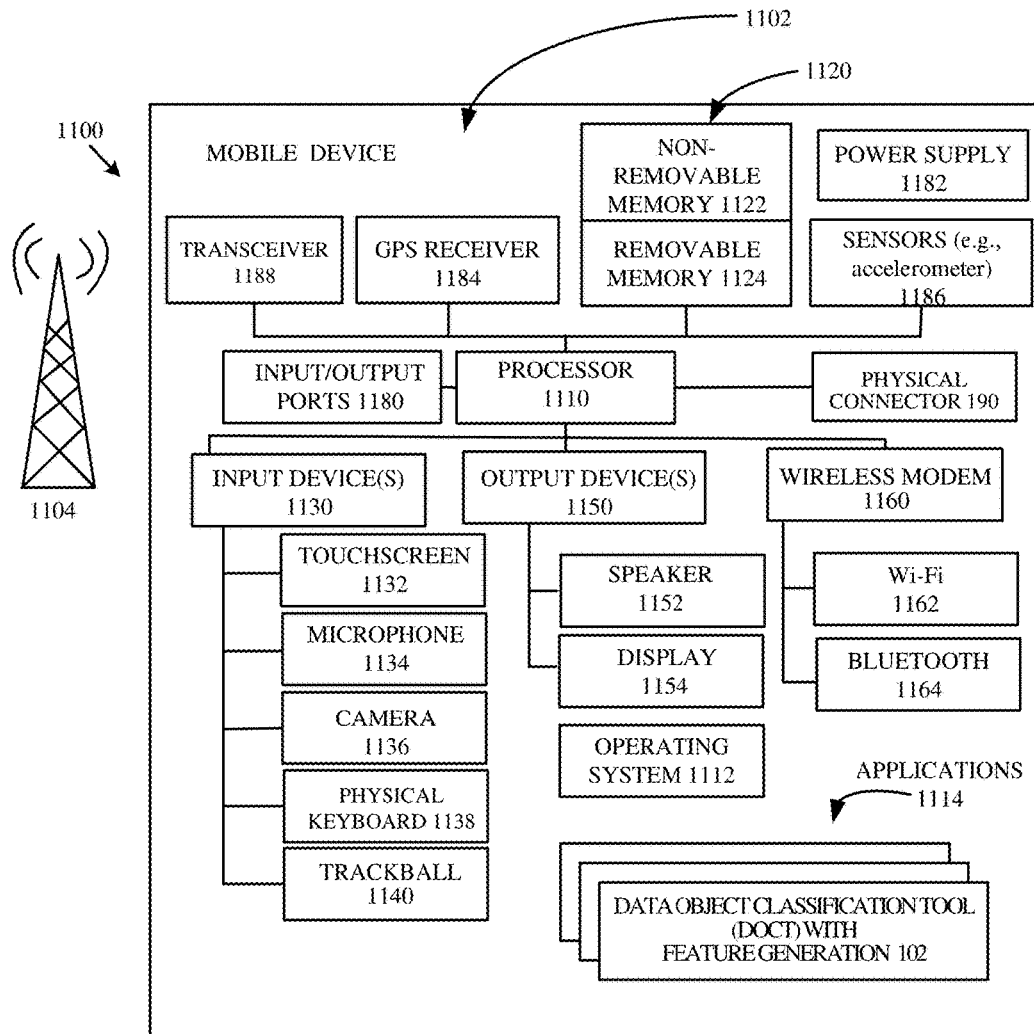 1102
1120
1100
MOBILE DEVICE
NON-
REMOVABLE
MEMORY 1122
POWER SUPPLY
1182
TRANSCEIVER
1188
GPS RECEIVER
1184
REMOVABLE
MEMORY 1124
SENSORS (e.g.,
accelerometer)
1186
INPUT/OUTPUT
PORTS 1180
PROCESSOR
1110
PHYSICAL
CONNECTOR 190
1104
INPUT DEVICE(S)
1130
OUTPUT DEVICE(S)
1150
WIRELESS MODEM
1160
TOUCHSCREEN
1132
SPEAKER
1152
Wi-Fi
1162
MICROPHONE
1134
DISPLAY
1154
BLUETOOTH
1164
CAMERA
1136
OPERATING
SYSTEM 1112
APPLICATIONS
1114
PHYSICAL
KEYBOARD 1138
TRACKBALL
1140
DATA OBJECT CLASSIFICATION TOOL
(DOCT) WITH
FEATURE GENERATION 102